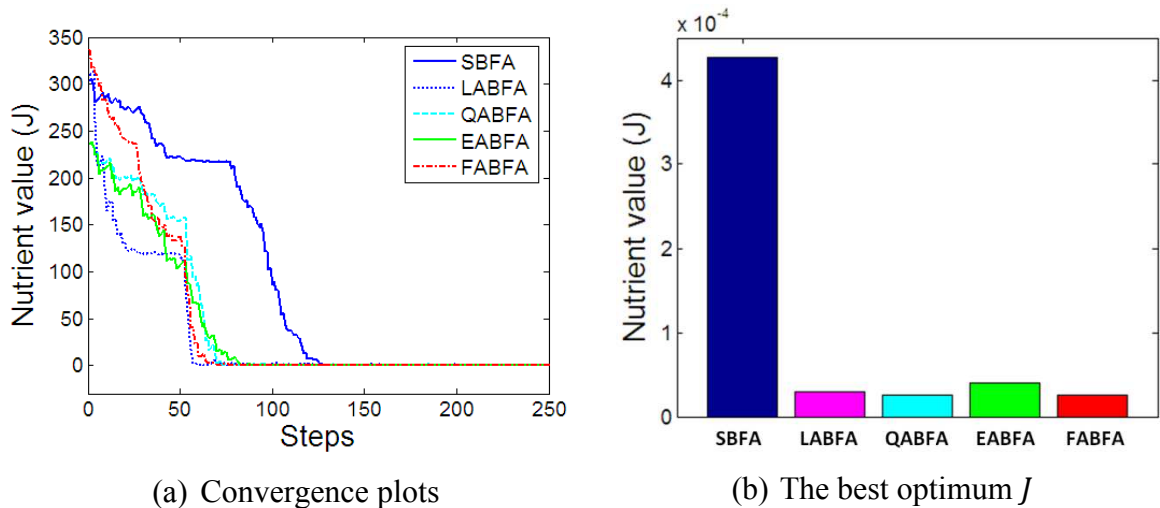 Nutrient value (J)
350
300
250
200
150
100
50
0
SBFA
LABFA
QABFA
EABFA
FABFA
0 50 100 150 200 250
Steps
(a) Convergence plots
x 10⁻⁴
Nutrient value (J)
4
3
2
1
0
SBFA LABFA QABFA EABFA FABFA
(b) The best optimum J